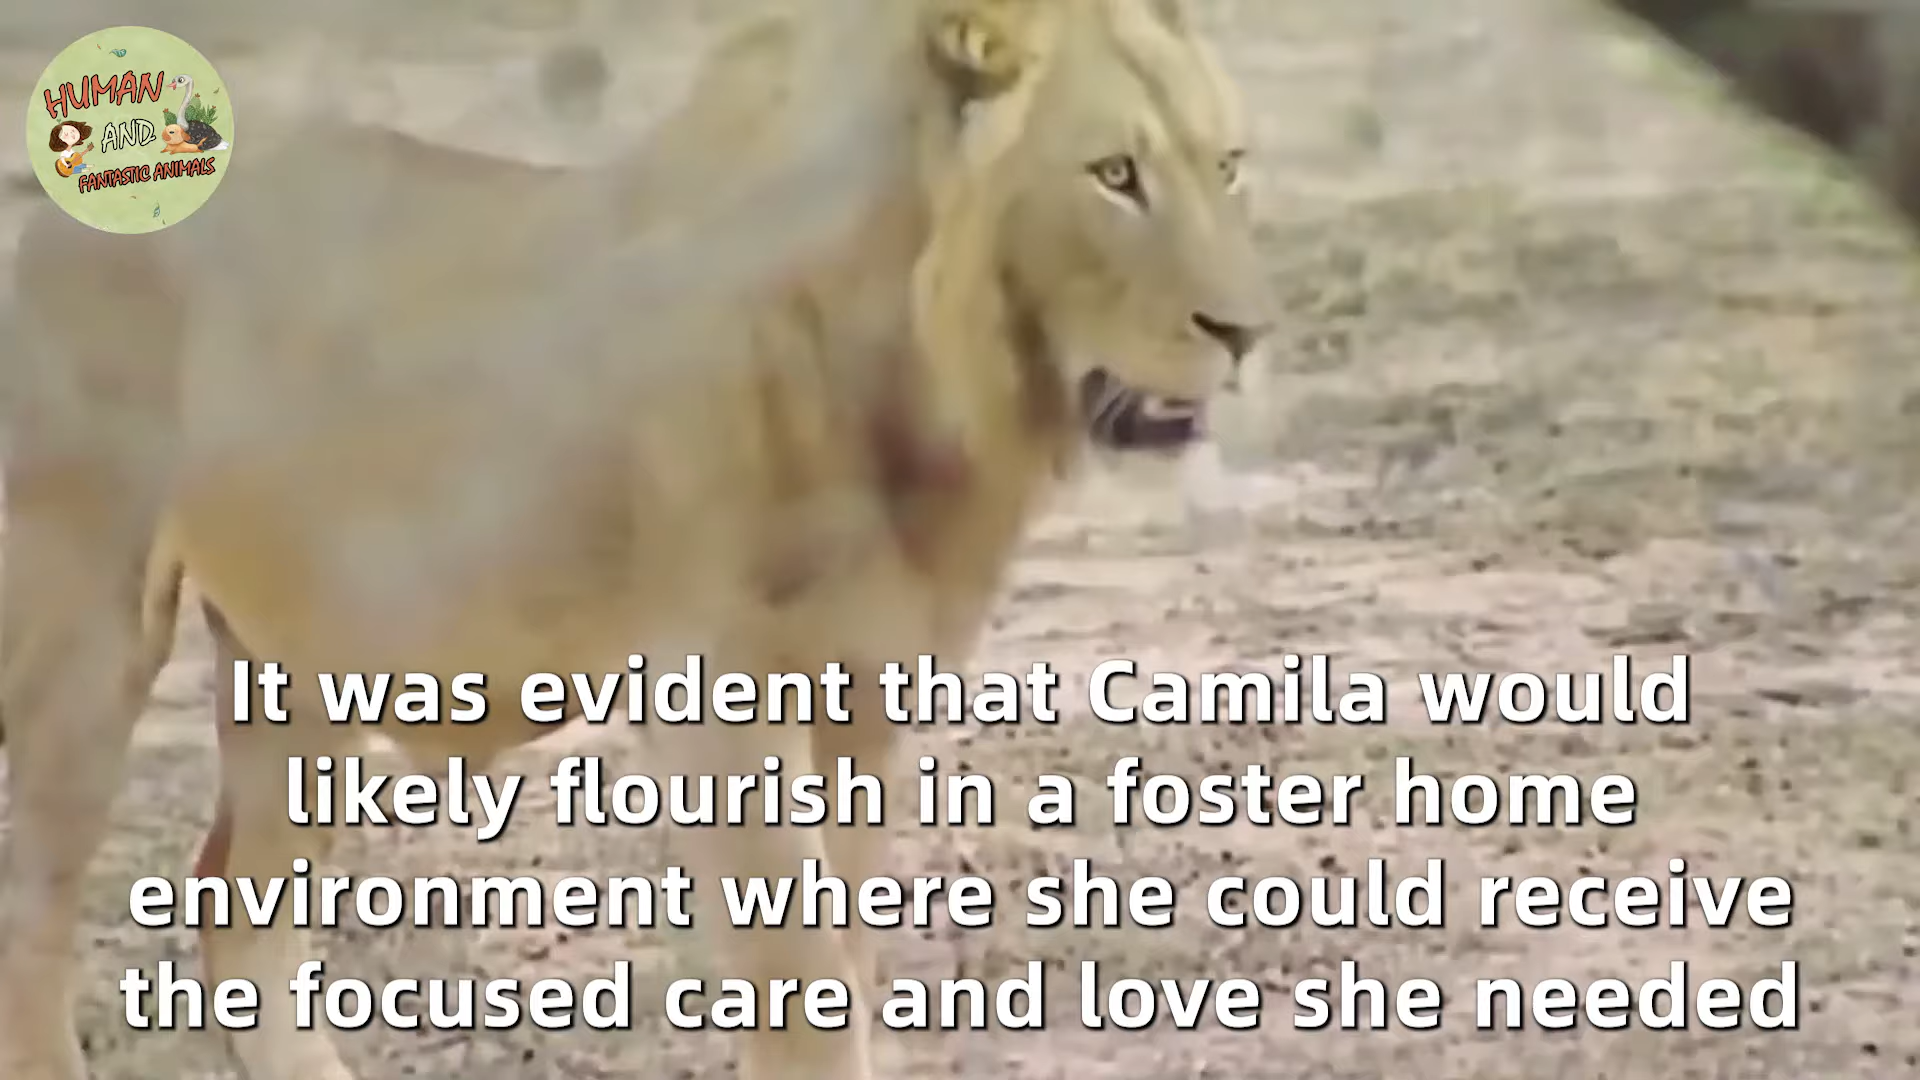 HUMAN
AND
FANTASTIC ANIMALS
It was evident that Camila would
likely flourish in a foster home
environment where she could receive
the focused care and love she needed